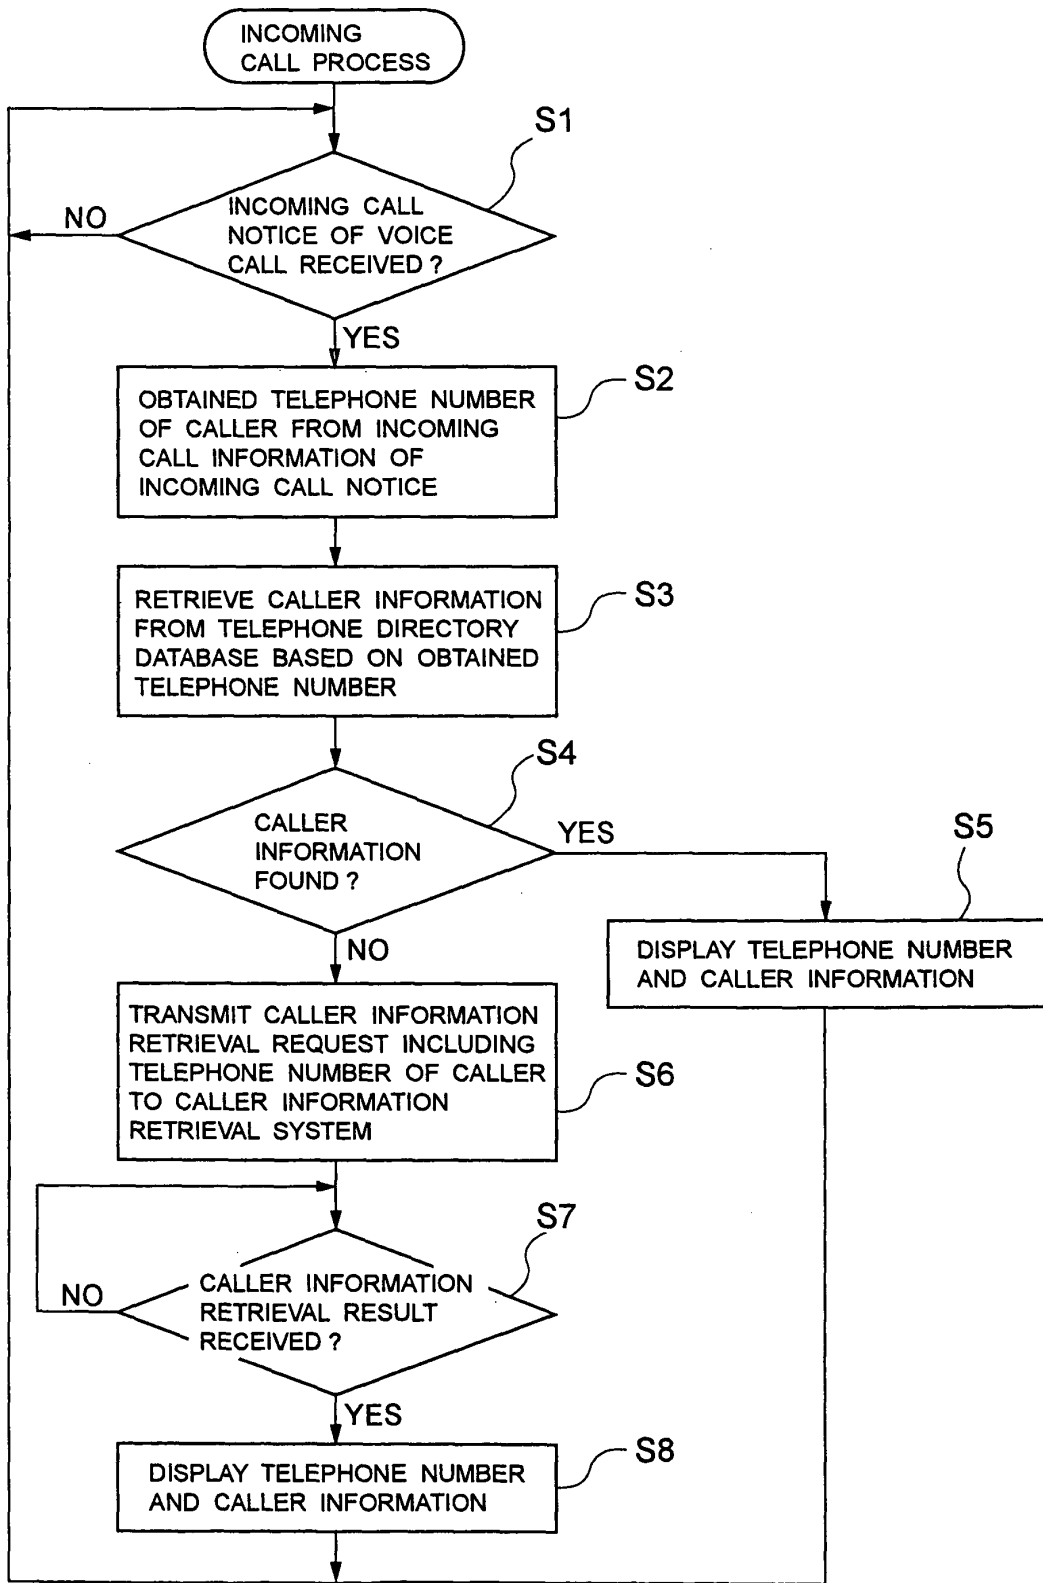 INCOMING
CALL PROCESS
S1
INCOMING CALL
NOTICE OF VOICE
CALL RECEIVED ?
NO
YES
S2
OBTAINED TELEPHONE NUMBER
OF CALLER FROM INCOMING
CALL INFORMATION OF
INCOMING CALL NOTICE
S3
RETRIEVE CALLER INFORMATION
FROM TELEPHONE DIRECTORY
DATABASE BASED ON OBTAINED
TELEPHONE NUMBER
S4
CALLER
INFORMATION
FOUND ?
YES
NO
S5
DISPLAY TELEPHONE NUMBER
AND CALLER INFORMATION
TRANSMIT CALLER INFORMATION
RETRIEVAL REQUEST INCLUDING
TELEPHONE NUMBER OF CALLER
TO CALLER INFORMATION
RETRIEVAL SYSTEM
S6
S7
CALLER INFORMATION
RETRIEVAL RESULT
RECEIVED ?
NO
YES
S8
DISPLAY TELEPHONE NUMBER
AND CALLER INFORMATION